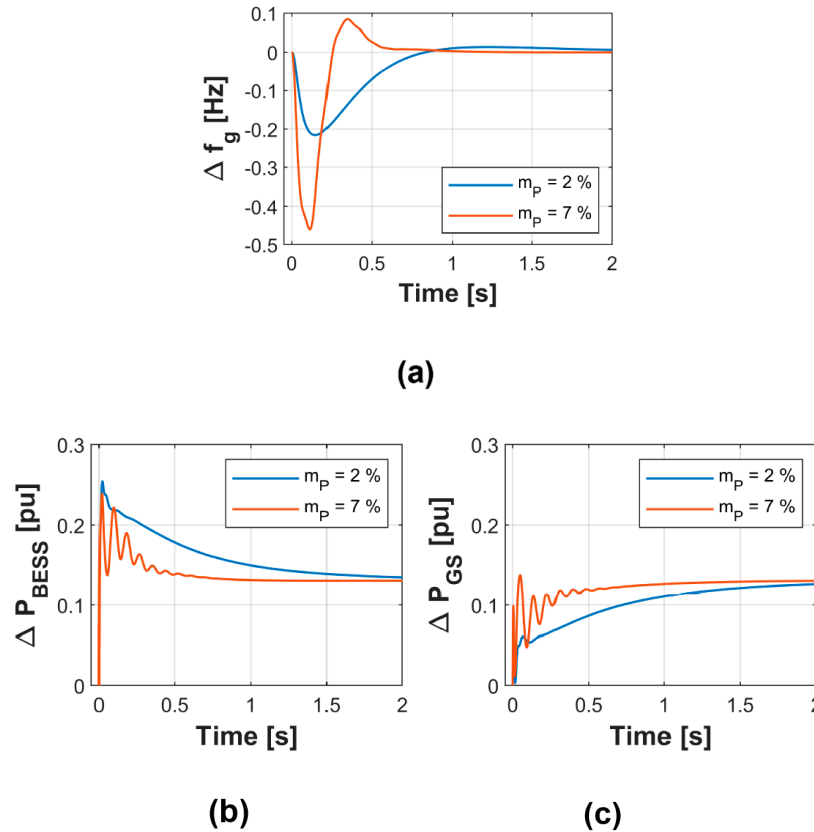 0.1
0
-0.1
-0.2
-0.3
-0.4
-0.5
Δ f_g [Hz]
m_P = 2 %
m_P = 7 %
0 0.5 1 1.5 2
Time [s]
(a)
0.3
0.2
0.1
0
Δ P_BESS [pu]
m_P = 2 %
m_P = 7 %
0 0.5 1 1.5 2
Time [s]
(b)
0.3
0.2
0.1
0
Δ P_GS [pu]
m_P = 2 %
m_P = 7 %
0 0.5 1 1.5 2
Time [s]
(c)